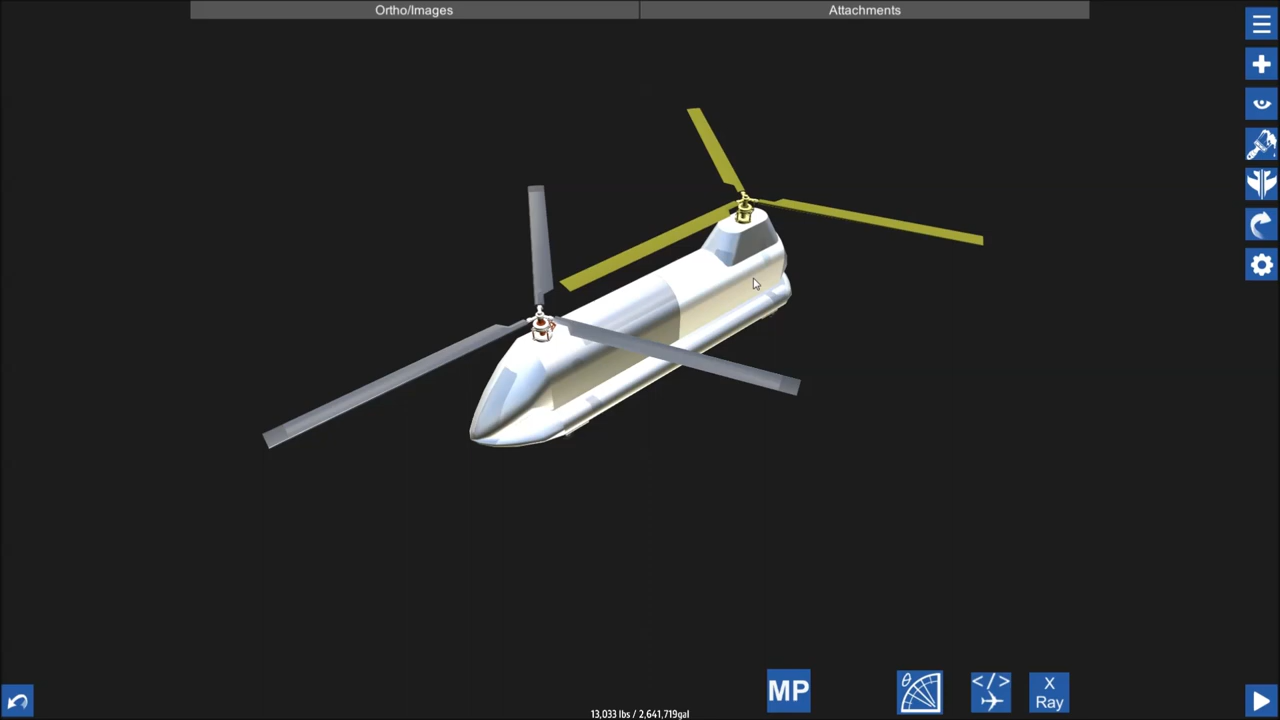 Ortho/Images
Attachments
MP
θ
</>
X
Ray
13,033 lbs / 2,641,719gal